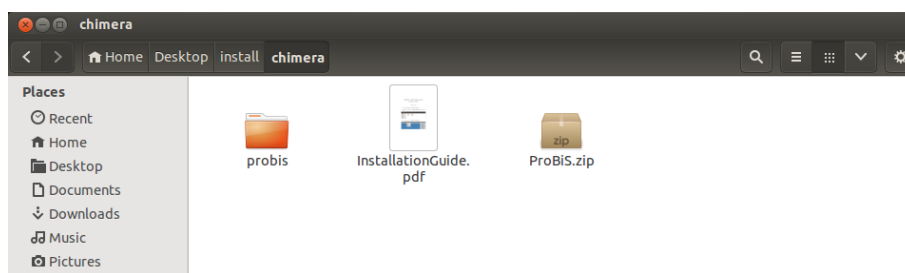 chimera
Home Desktop install chimera
Places
Recent
Home
Desktop
Documents
Downloads
Music
Pictures
probis
InstallationGuide.
pdf
zip
ProBiS.zip